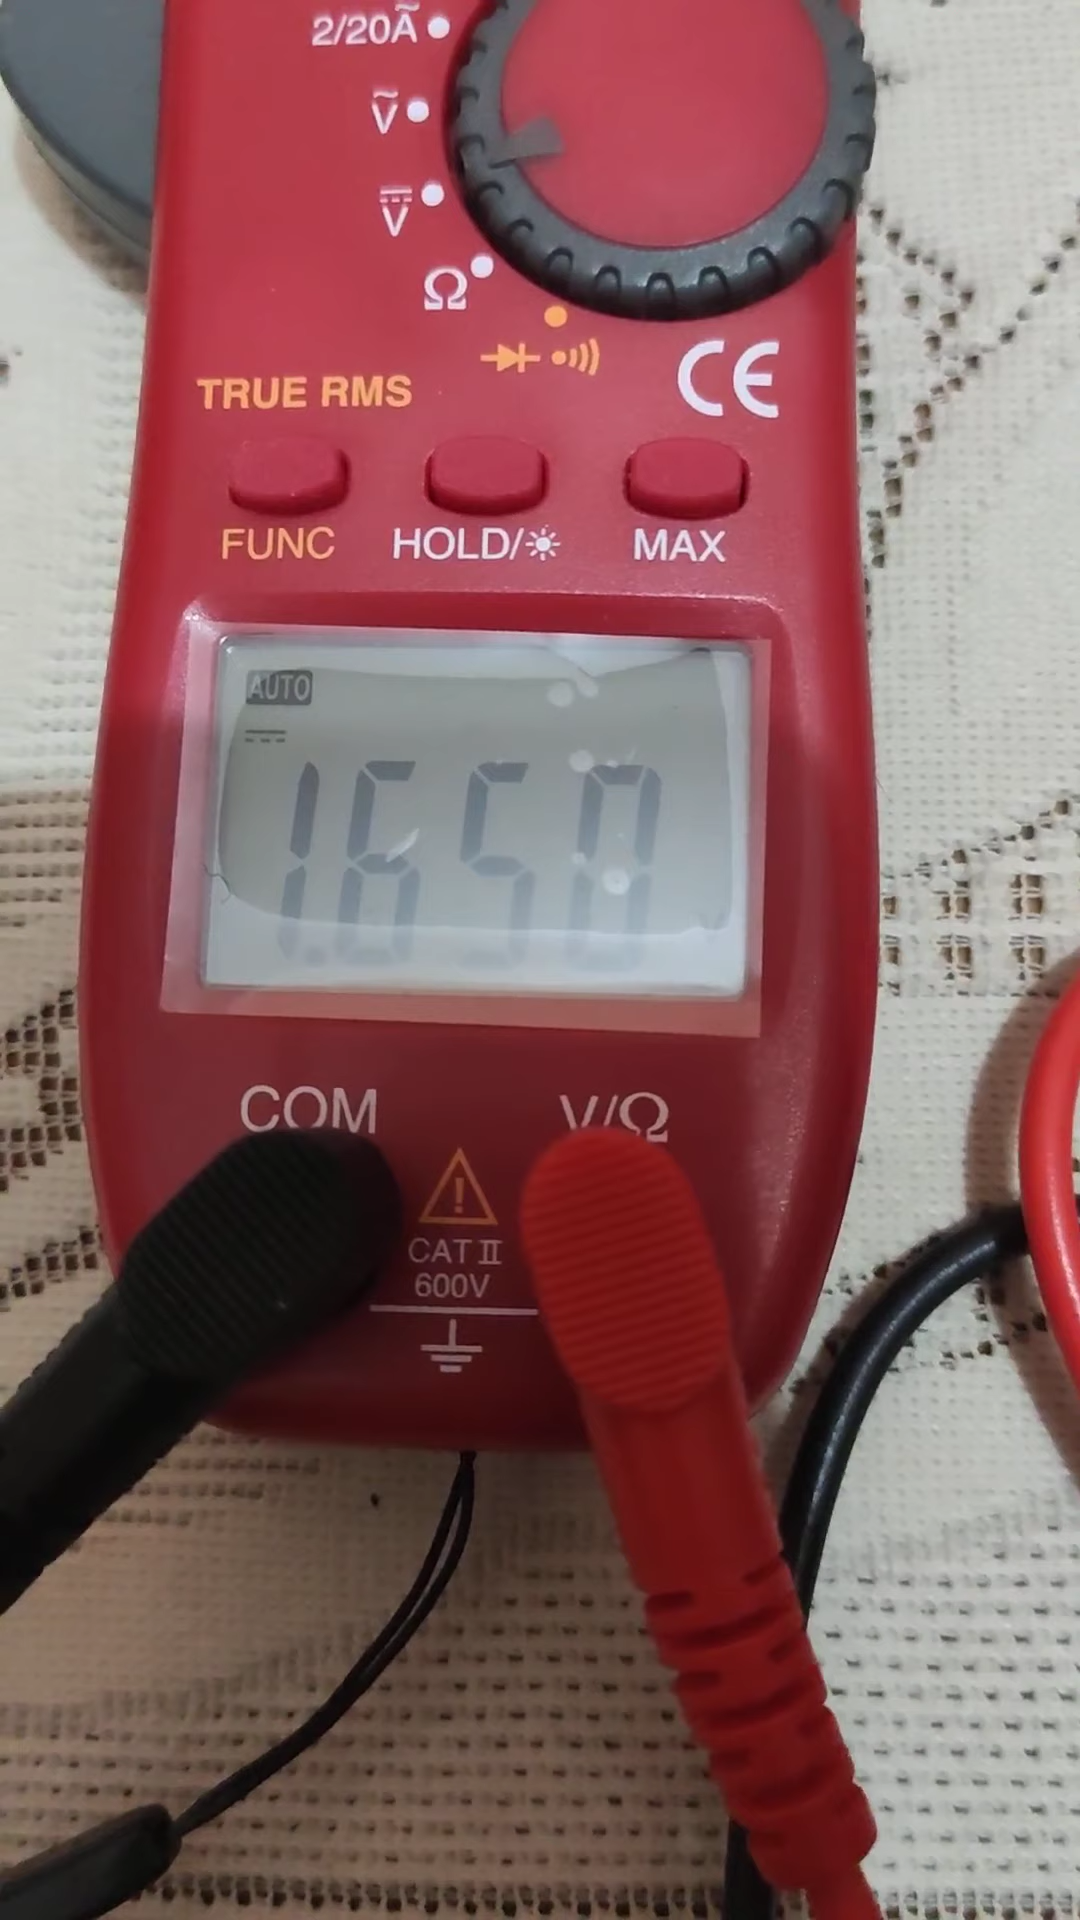 2/20Ã
Ṽ
V⎓
Ω
TRUE RMS
CE
FUNC
HOLD/☀
MAX
AUTO
1.650
V
COM
V/Ω
!
CAT II
600V